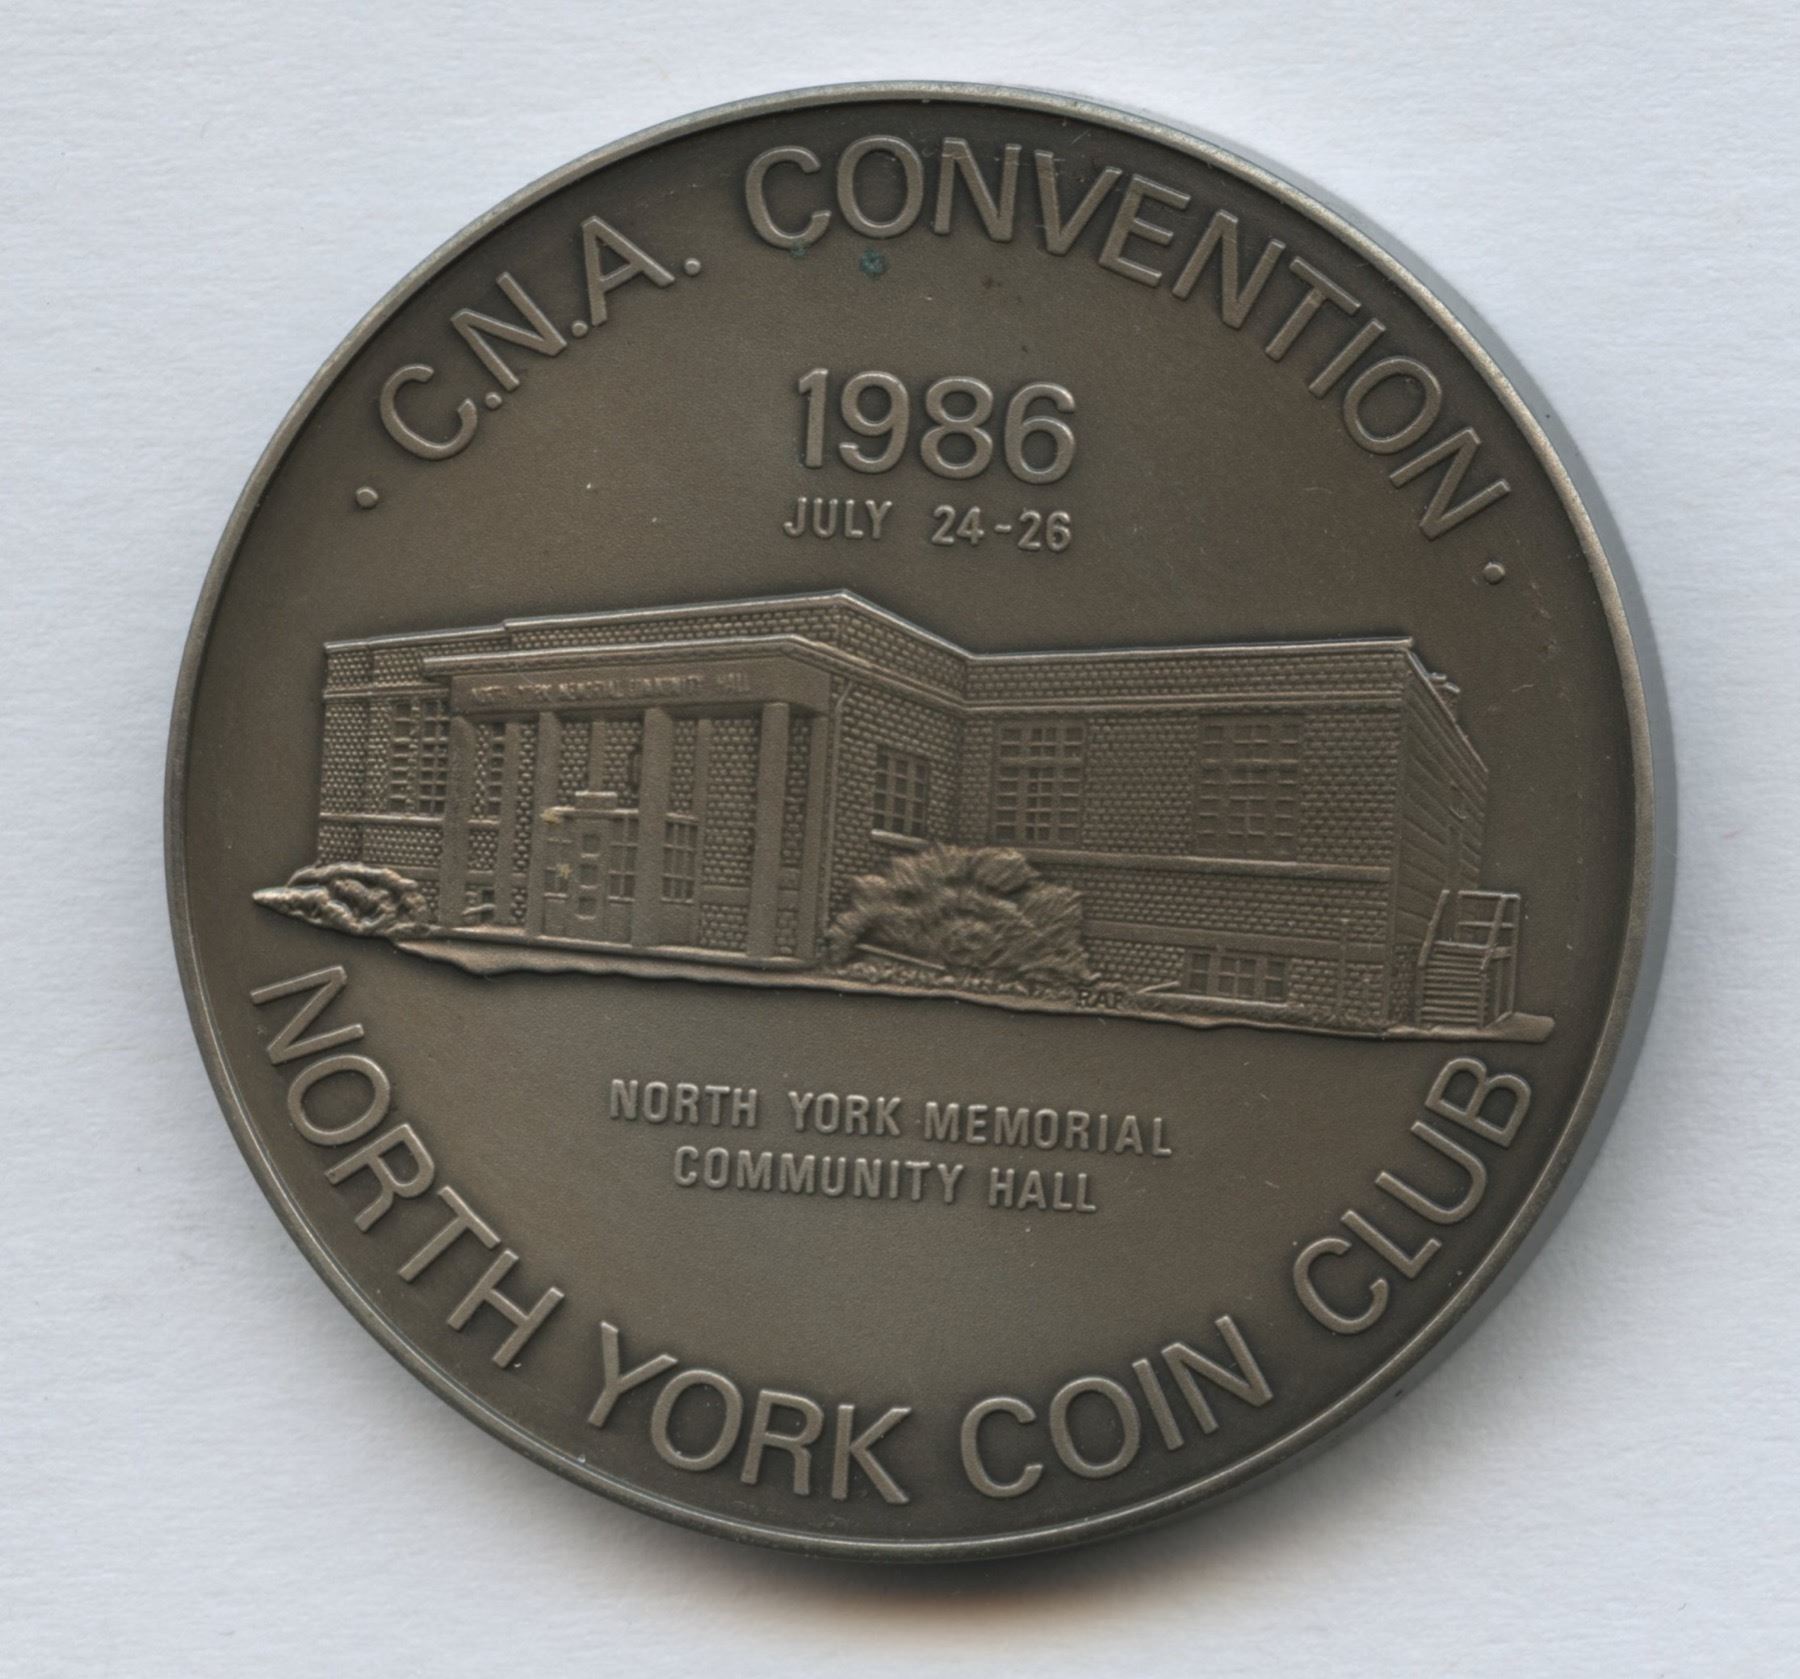 · C.N.A. CONVENTION ·
1986
JULY 24-26
NORTH YORK MEMORIAL COMMUNITY HALL
RAR
NORTH YORK MEMORIAL
COMMUNITY HALL
NORTH YORK COIN CLUB